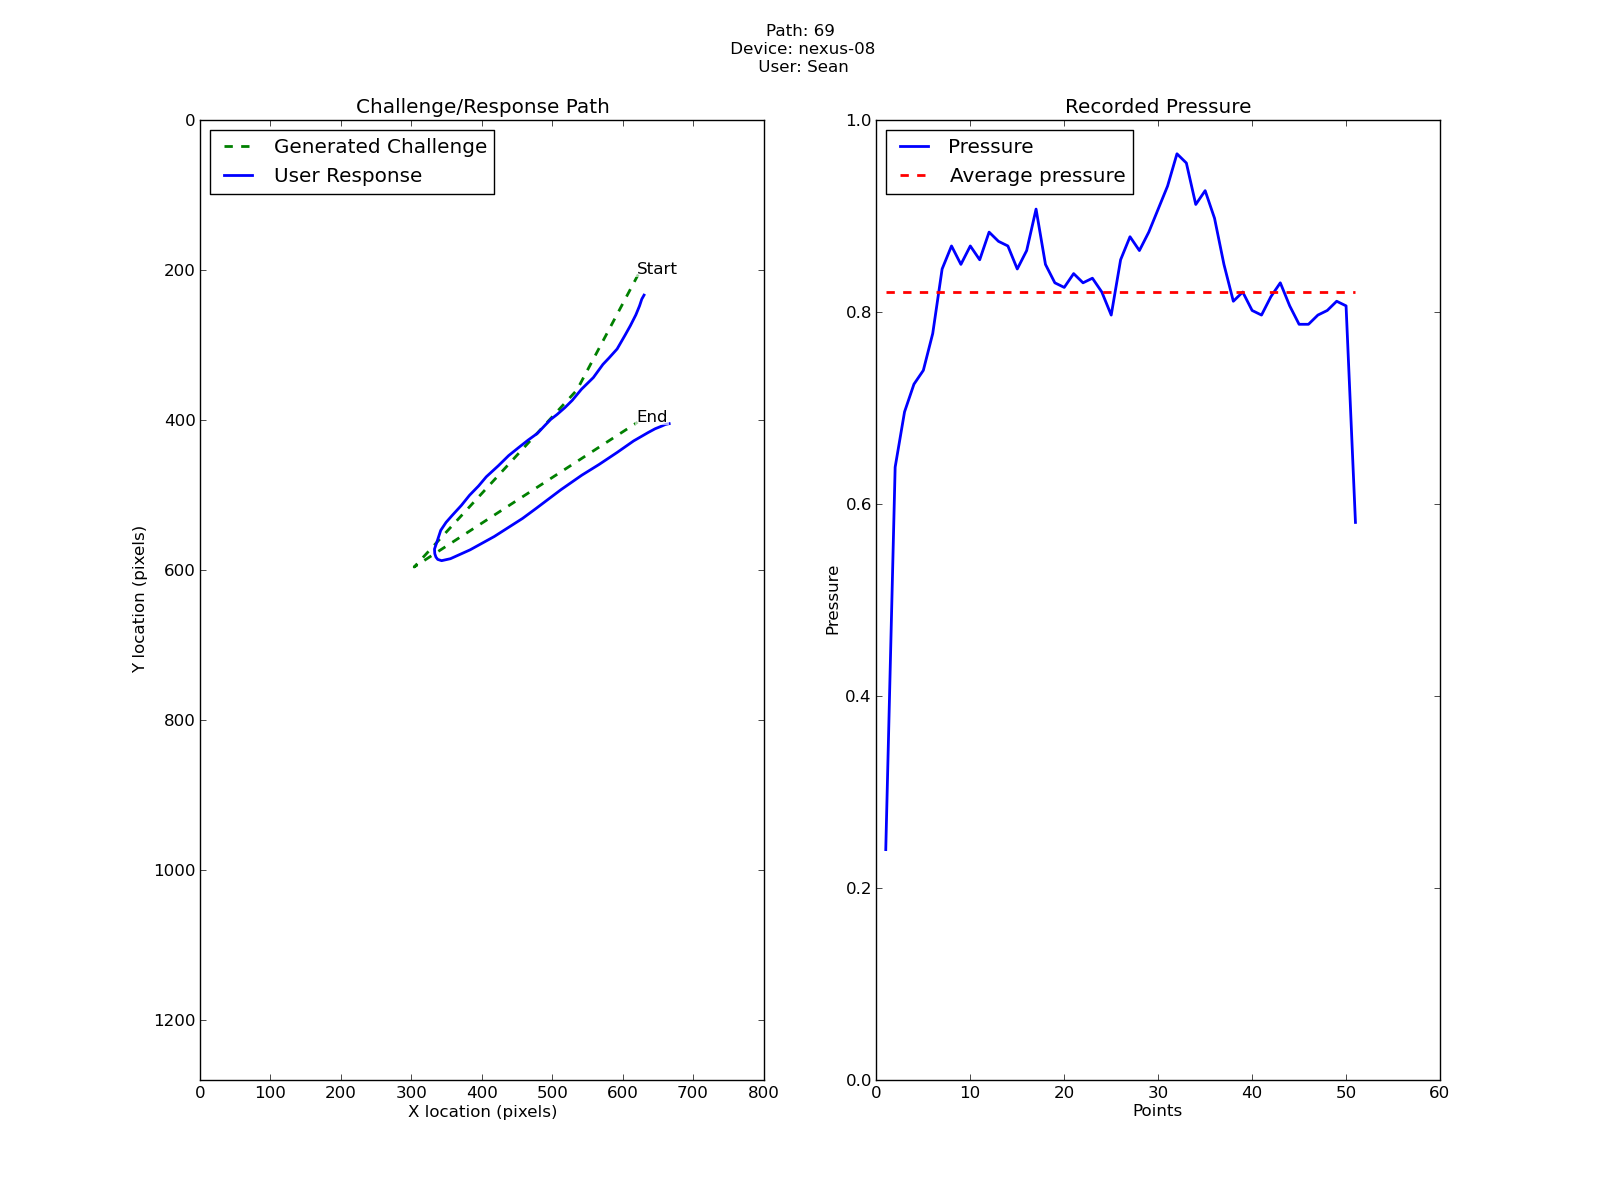 Path: 69
Device: nexus-08
User: Sean
Challenge/Response Path
Generated Challenge
User Response
Start
End
0
200
400
600
800
1000
1200
Y location (pixels)
0 100 200 300 400 500 600 700 800
X location (pixels)
Recorded Pressure
Pressure
Average pressure
1.0
0.8
0.6
0.4
0.2
0.0
Pressure
0 10 20 30 40 50 60
Points